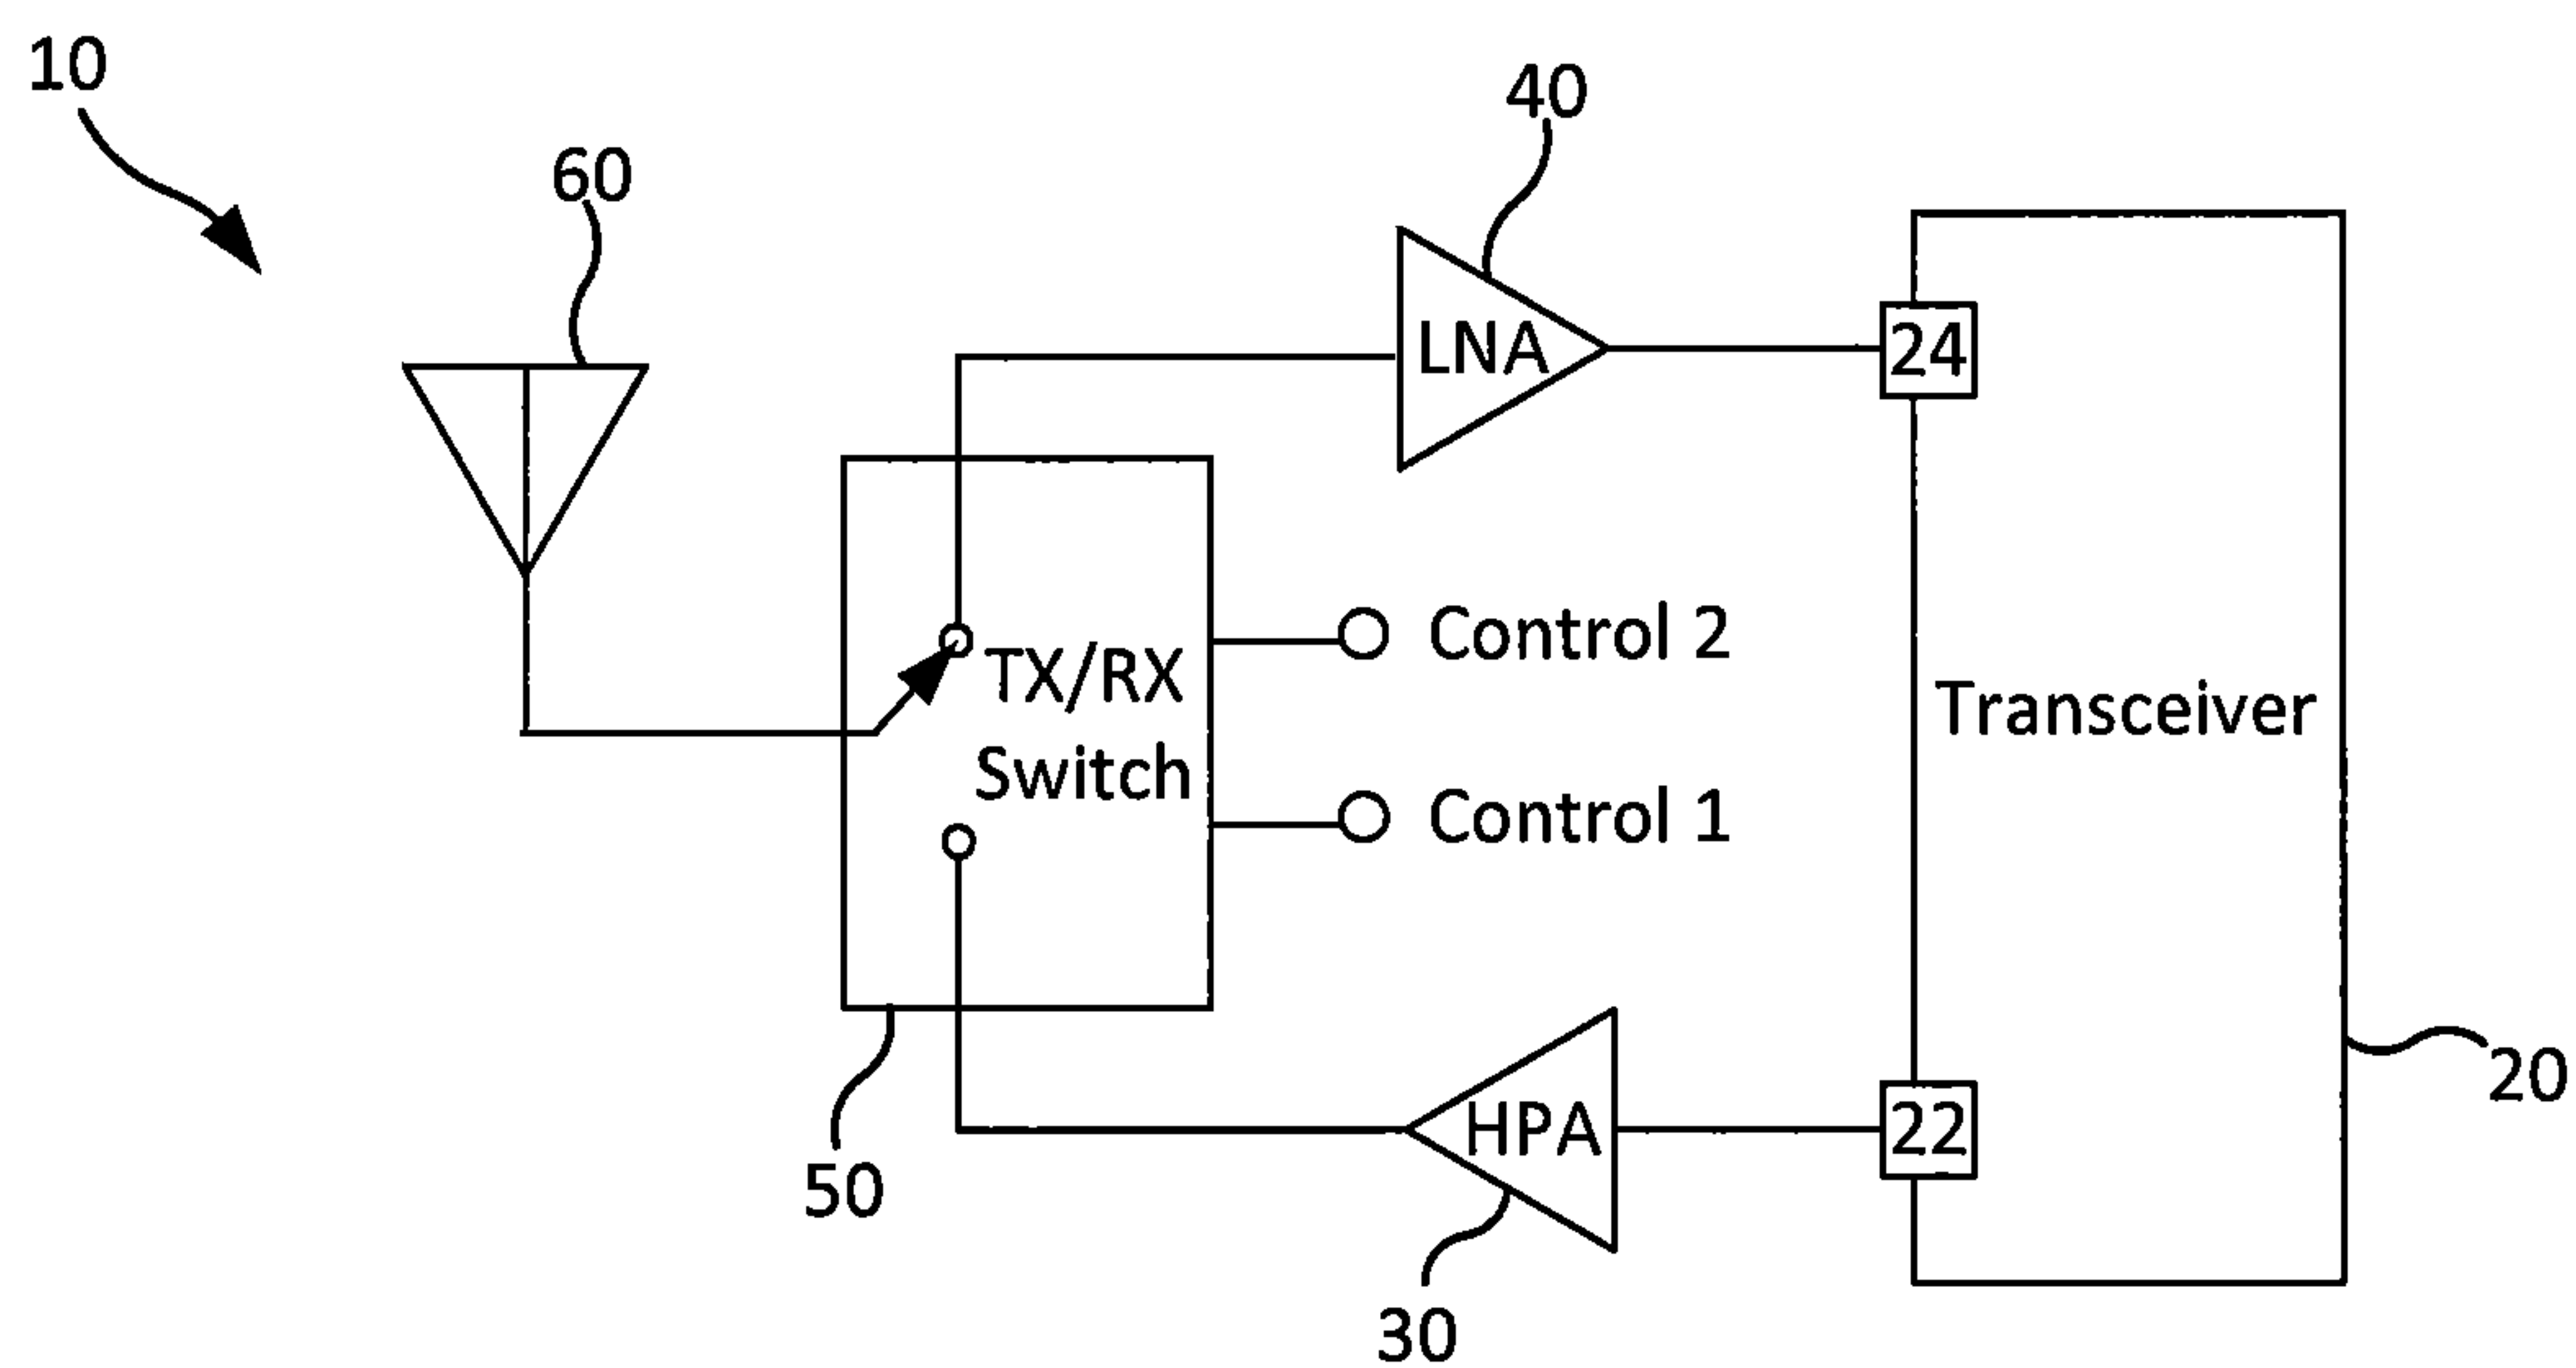 10
60
40
LNA
24
TX/RX
Switch
Control 2
Control 1
Transceiver
50
HPA
22
20
30